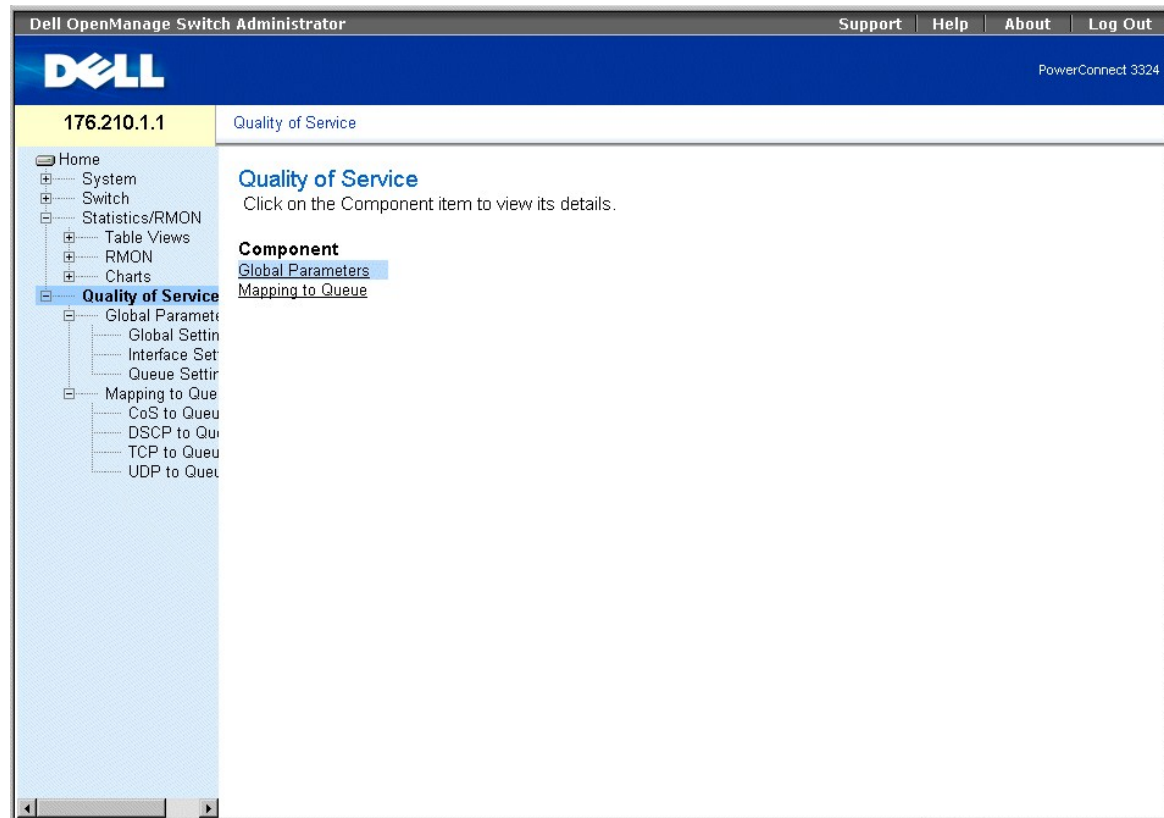 Dell OpenManage Switch Administrator Support Help About Log Out
DELL
PowerConnect 3324
176.210.1.1
Quality of Service
Home
System
Switch
Statistics/RMON
Table Views
RMON
Charts
Quality of Service
Global Paramete
Global Settin
Interface Set
Queue Settin
Mapping to Que
CoS to Queu
DSCP to Qu
TCP to Queu
UDP to Queu
Quality of Service
Click on the Component item to view its details.
Component
Global Parameters
Mapping to Queue